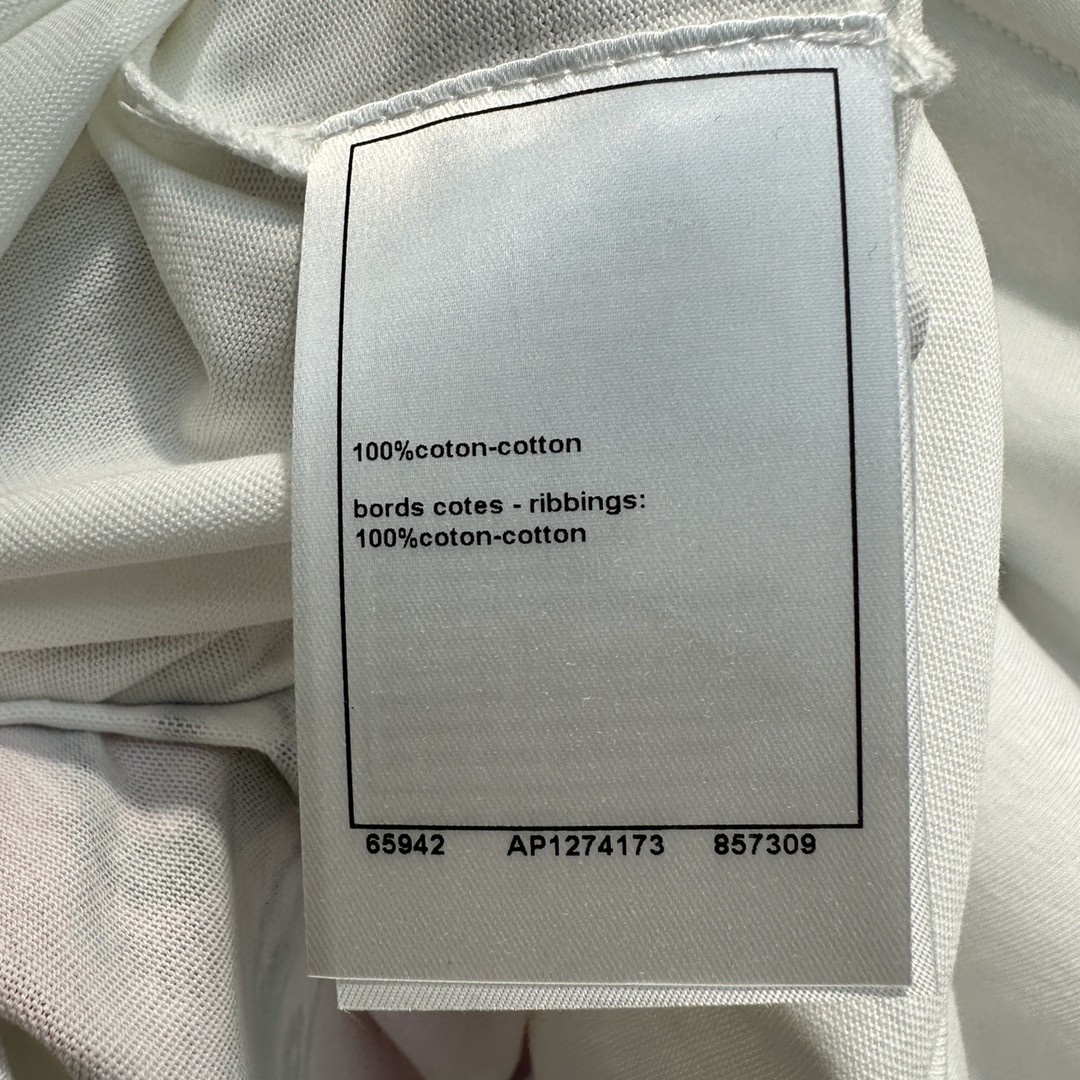 100%coton-cotton
bords cotes - ribbings:
100%coton-cotton
65942 AP1274173 857309